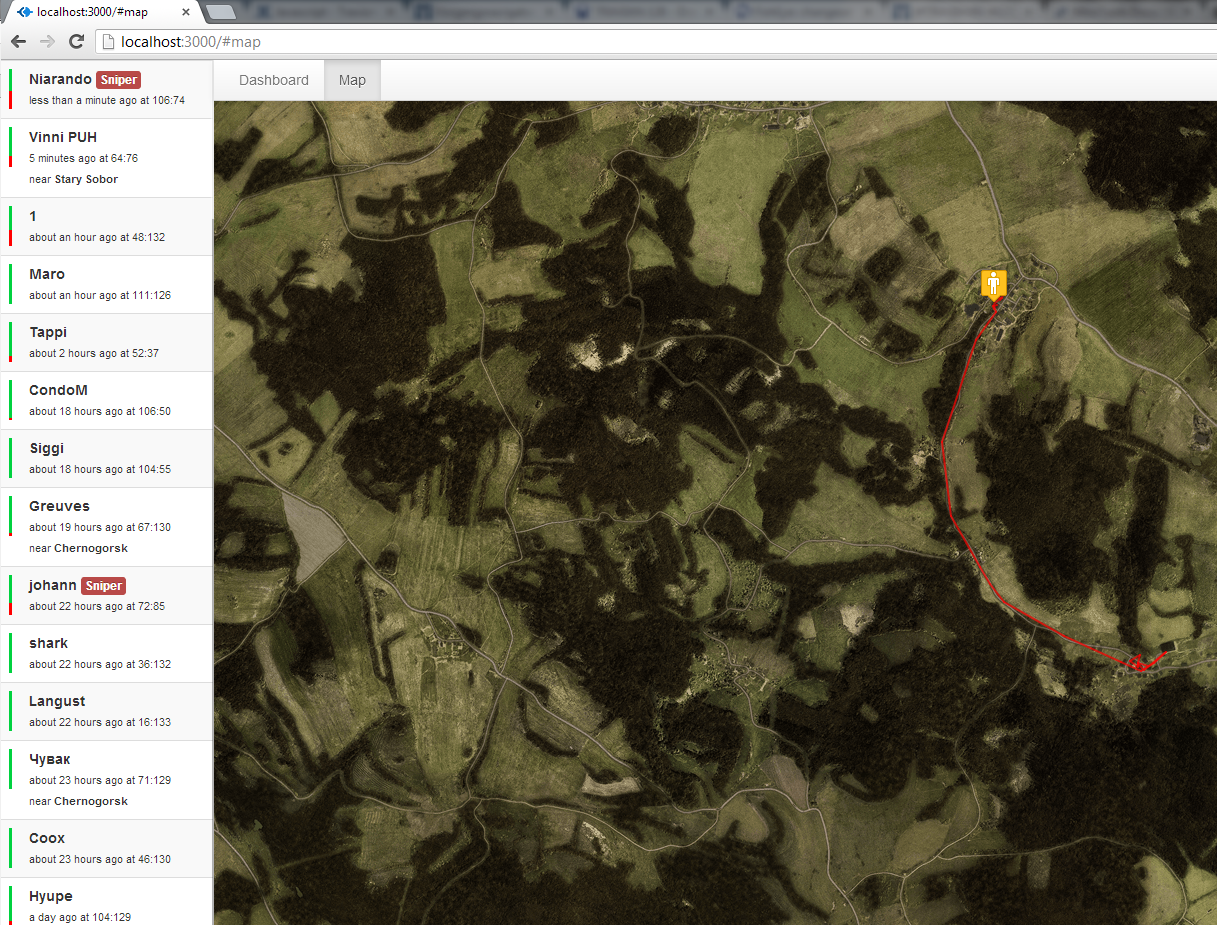 localhost:3000/#map
localhost:3000/#map
Dashboard
Map
Niarando Sniper
less than a minute ago at 106:74
Vinni PUH
5 minutes ago at 64:76
near Stary Sobor
1
about an hour ago at 48:132
Maro
about an hour ago at 111:126
Tappi
about 2 hours ago at 52:37
CondoM
about 18 hours ago at 106:50
Siggi
about 18 hours ago at 104:55
Greuves
about 19 hours ago at 67:130
near Chernogorsk
johann Sniper
about 22 hours ago at 72:85
shark
about 22 hours ago at 36:132
Langust
about 22 hours ago at 16:133
Чувак
about 23 hours ago at 71:129
near Chernogorsk
Coox
about 23 hours ago at 46:130
Hyupe
a day ago at 104:129